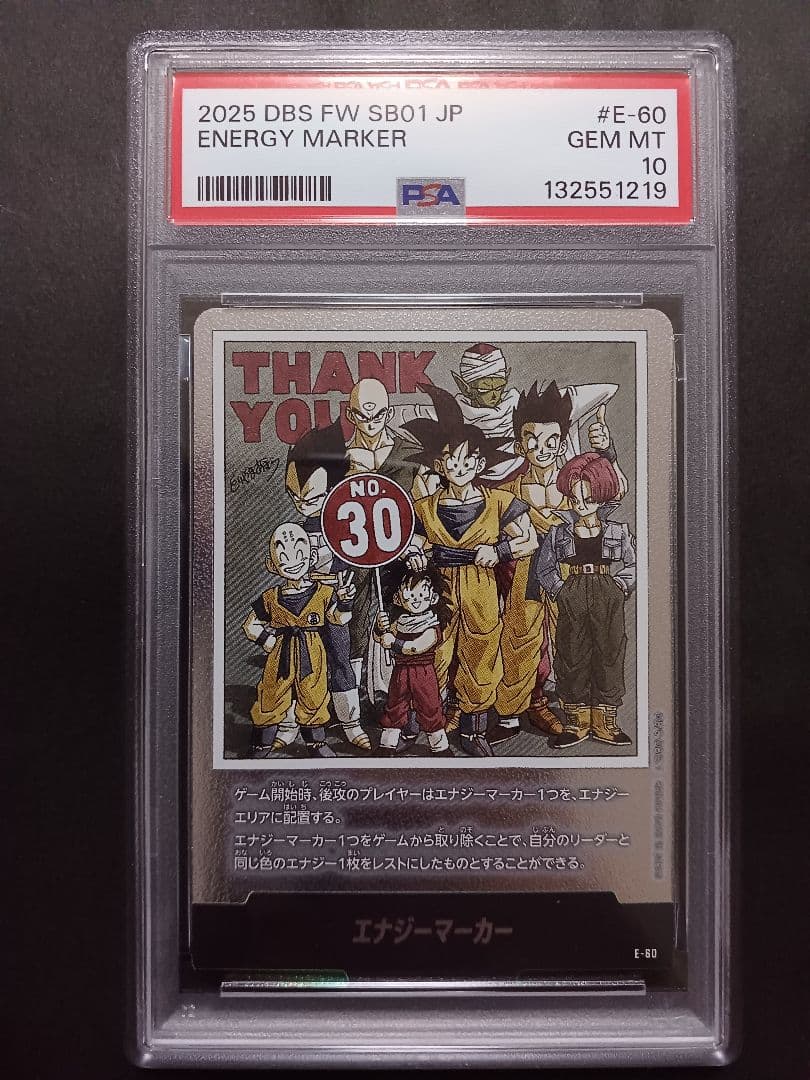 2025 DBS FW SB01 JP #E-60
ENERGY MARKER GEM MT
10
PSA 132551219
THANK
YOU
NO.
30
ゲーム開始時、後攻のプレイヤーはエナジーマーカー1つを、エナジー
エリアに配置する。
エナジーマーカー1つをゲームから取り除くことで、自分のリーダーと
同じ色のエナジー1枚をレストにしたものとすることができる。
エナジーマーカー
E-60